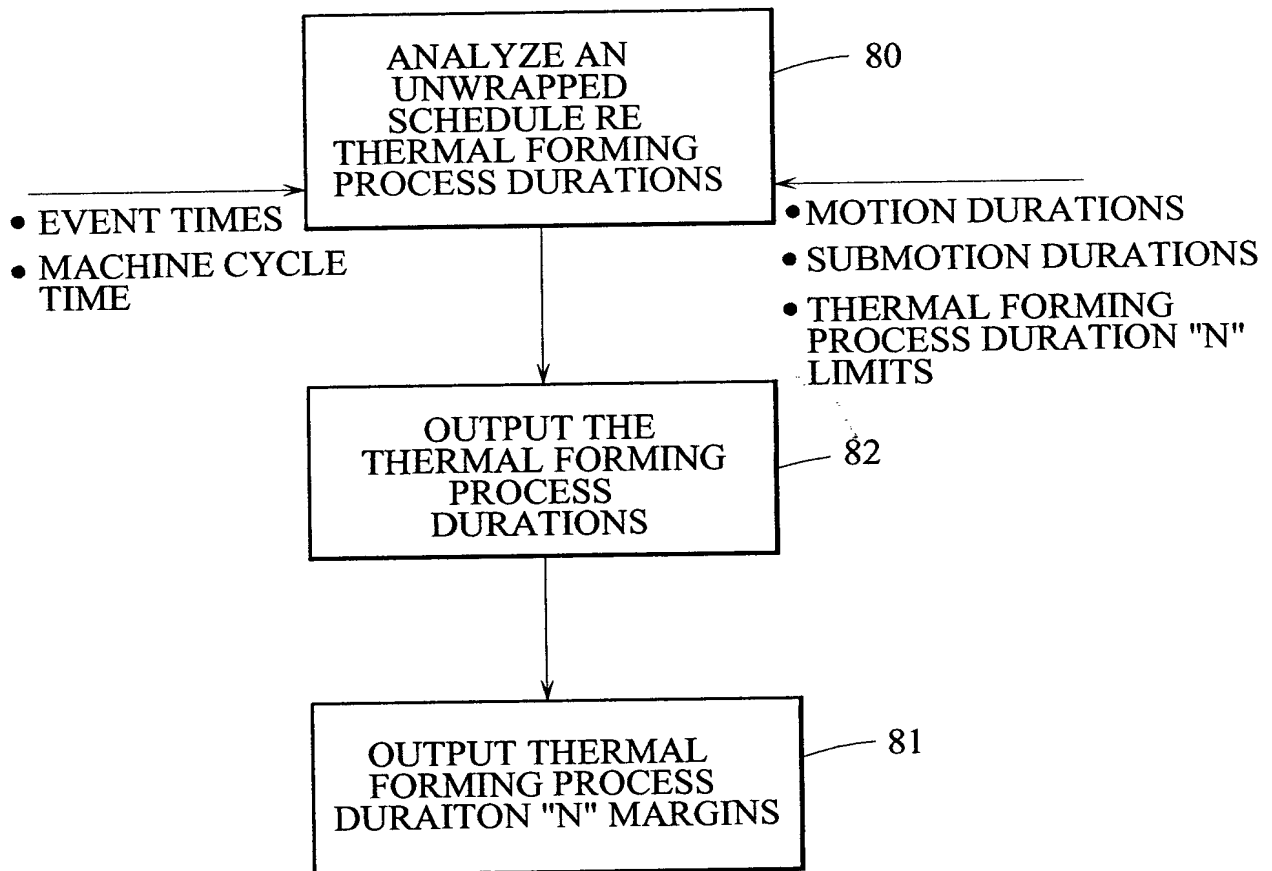 ANALYZE AN
UNWRAPPED
SCHEDULE RE
THERMAL FORMING
PROCESS DURATIONS
80
• EVENT TIMES
• MACHINE CYCLE
TIME
• MOTION DURATIONS
• SUBMOTION DURATIONS
• THERMAL FORMING
PROCESS DURATION "N"
LIMITS
OUTPUT THE
THERMAL FORMING
PROCESS
DURATIONS
82
OUTPUT THERMAL
FORMING PROCESS
DURAITON "N" MARGINS
81